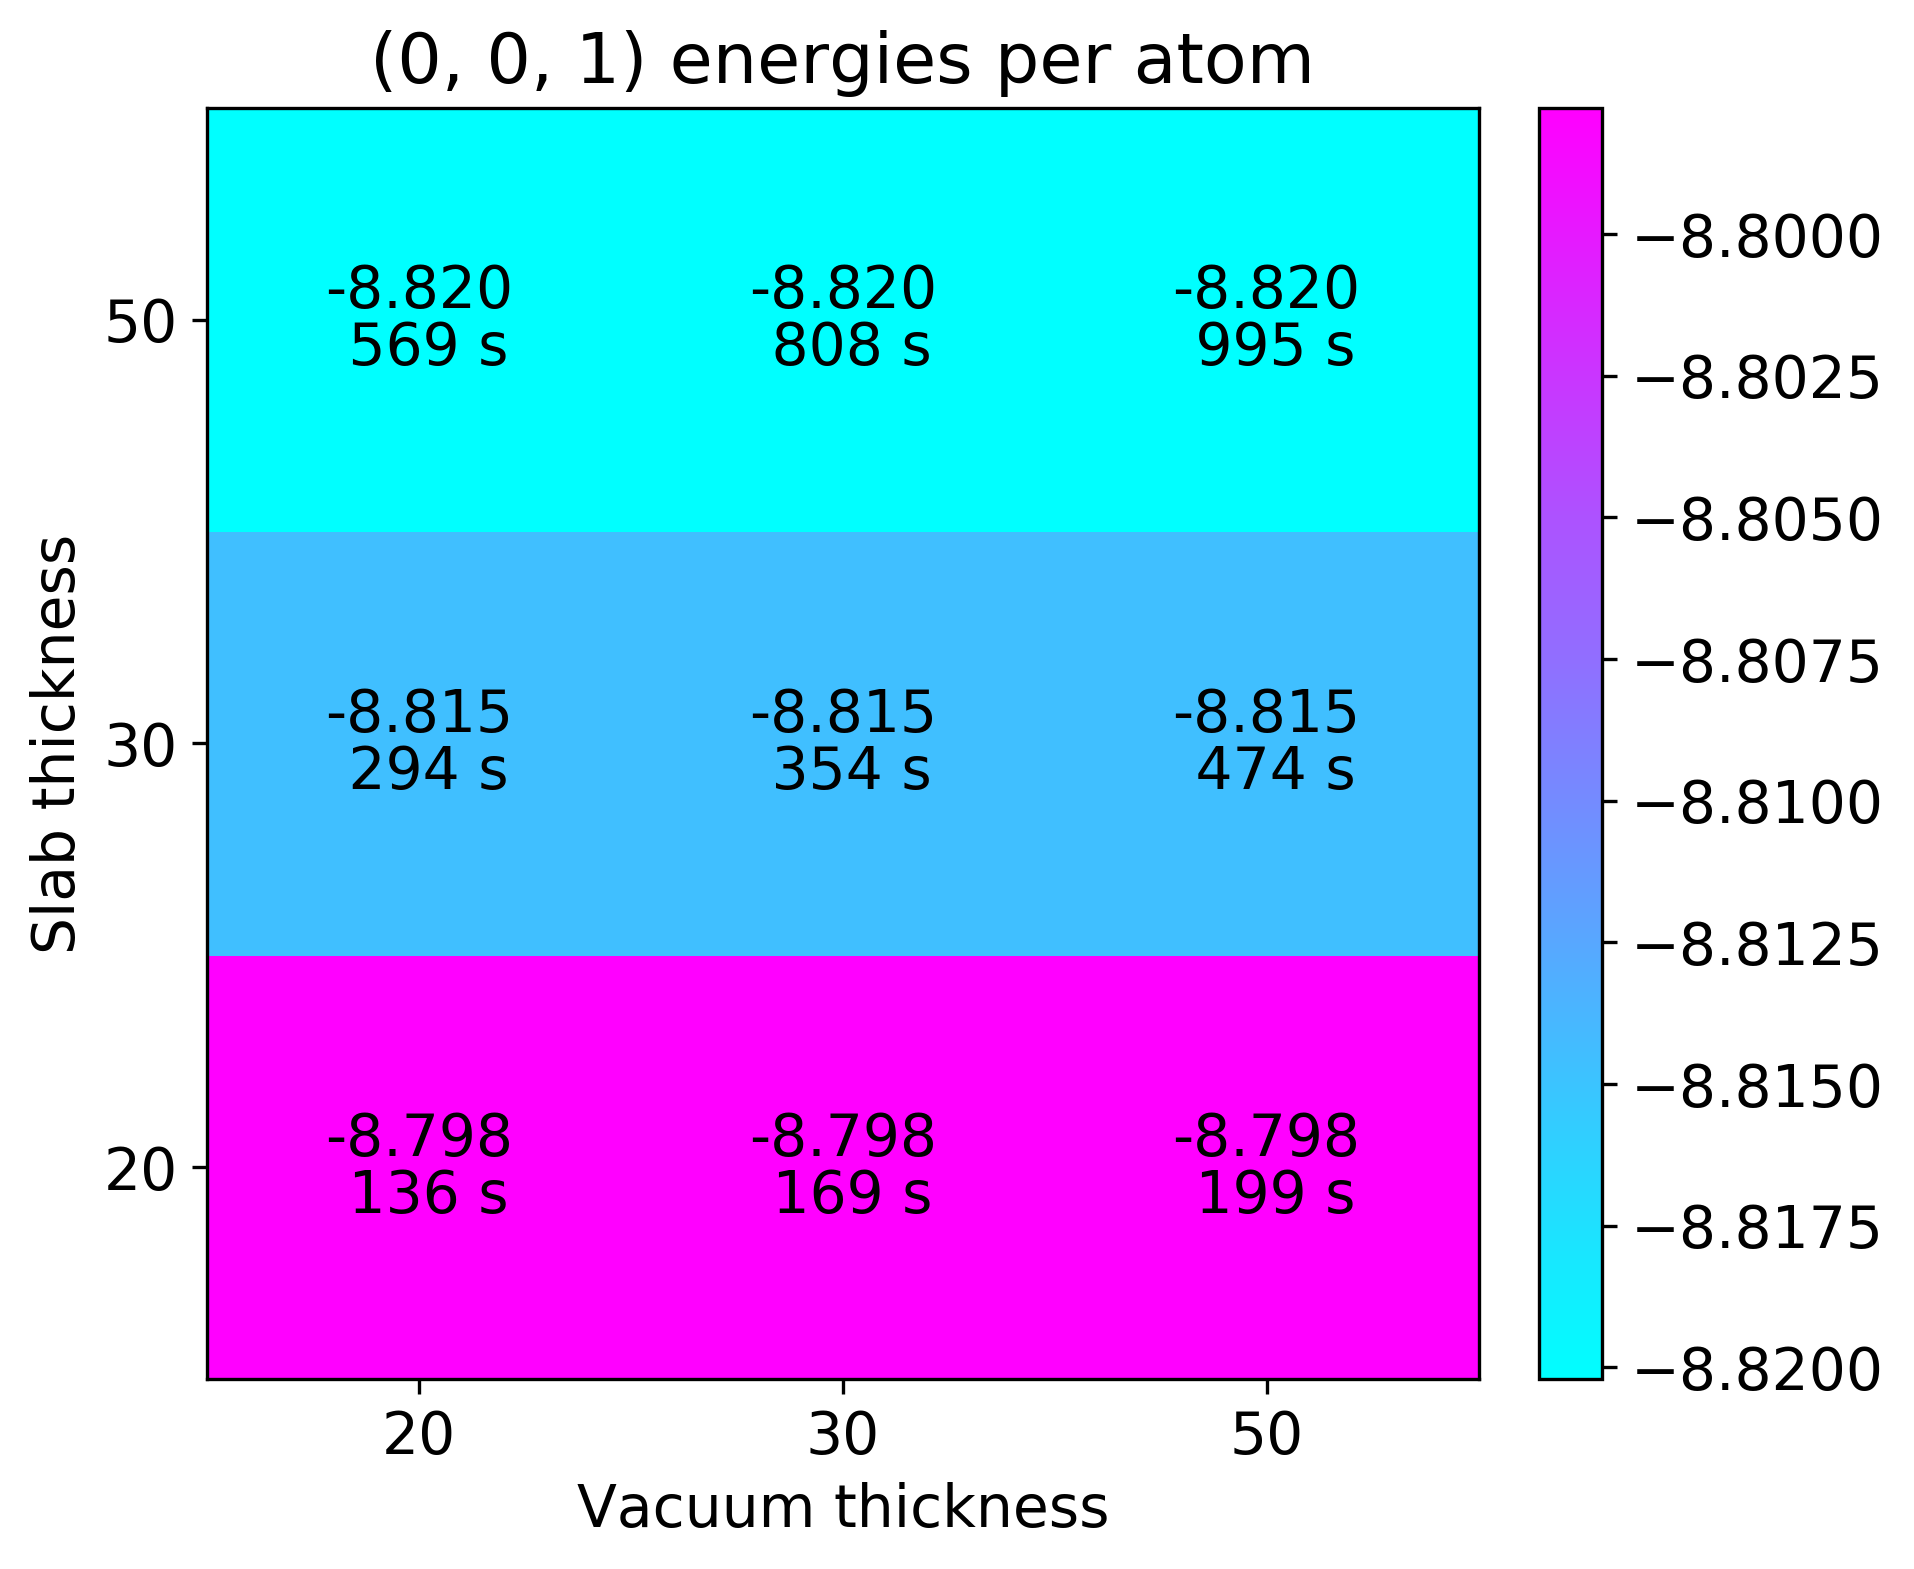 (0, 0, 1) energies per atom
50
-8.820
569 s
-8.820
808 s
-8.820
995 s
30
-8.815
294 s
-8.815
354 s
-8.815
474 s
20
-8.798
136 s
-8.798
169 s
-8.798
199 s
Slab thickness
20
30
50
Vacuum thickness
−8.8000
−8.8025
−8.8050
−8.8075
−8.8100
−8.8125
−8.8150
−8.8175
−8.8200